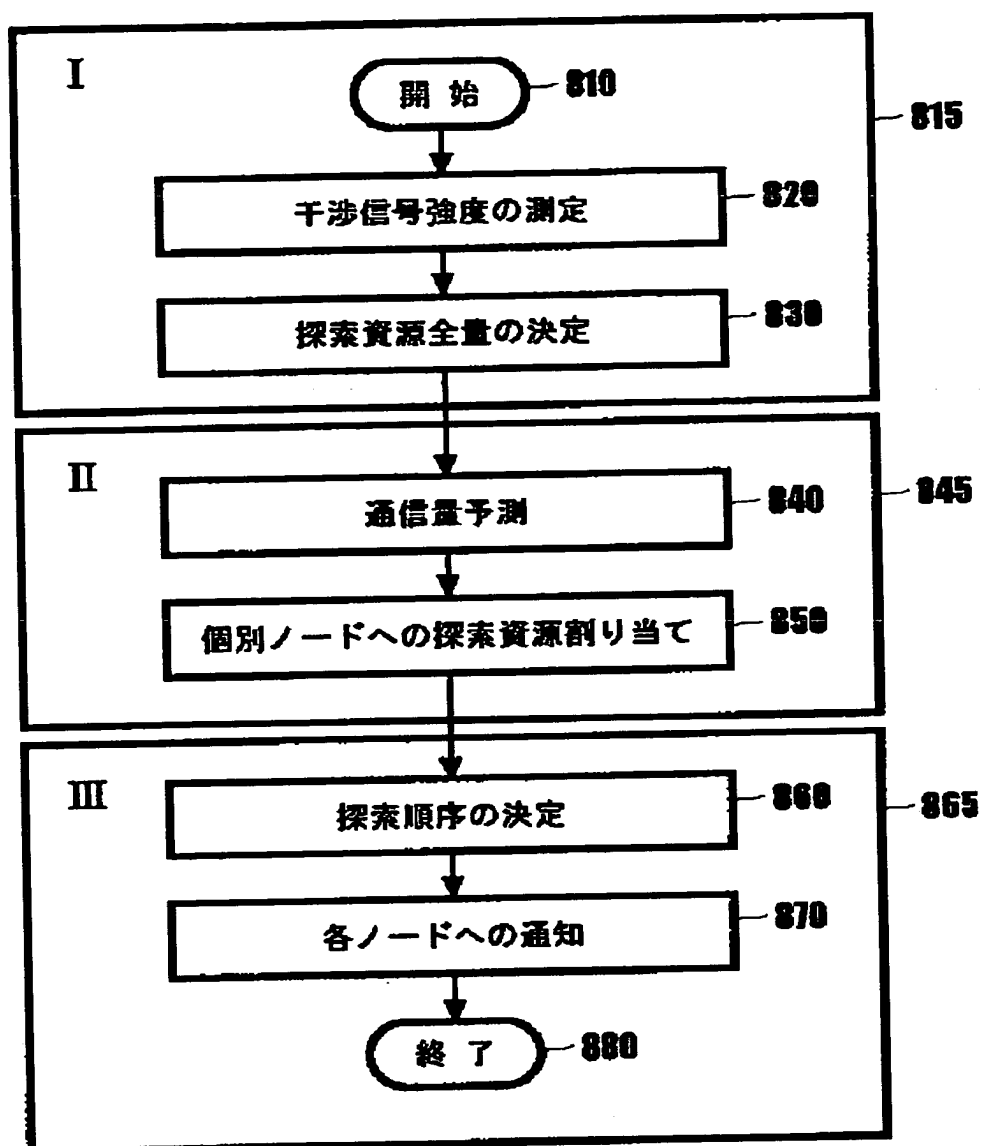 I
開始
810
815
干渉信号強度の測定
820
探索資源全量の決定
830
II
通信量予測
840
845
個別ノードへの探索資源割り当て
850
III
探索順序の決定
860
865
各ノードへの通知
870
終了
880